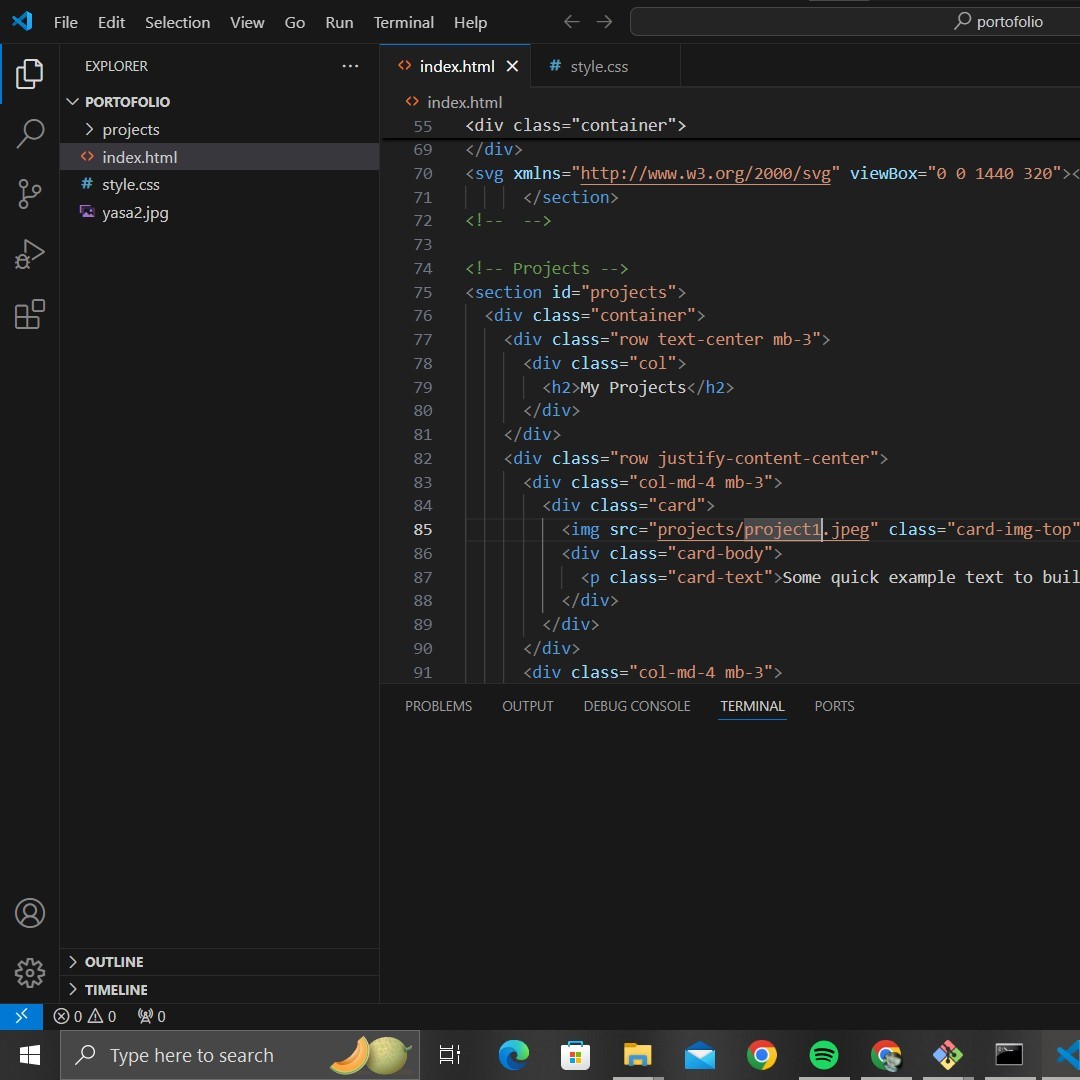 File Edit Selection View Go Run Terminal Help portofolio
EXPLORER
PORTOFOLIO
projects
index.html
style.css
yasa2.jpg
index.html style.css
index.html
55 <div class="container">
69 </div>
70 <svg xmlns="http://www.w3.org/2000/svg" viewBox="0 0 1440 320"><
71 </section>
72 <!--  -->
73
74 <!-- Projects -->
75 <section id="projects">
76 <div class="container">
77 <div class="row text-center mb-3">
78 <div class="col">
79 <h2>My Projects</h2>
80 </div>
81 </div>
82 <div class="row justify-content-center">
83 <div class="col-md-4 mb-3">
84 <div class="card">
85 <img src="projects/project1.jpeg" class="card-img-top"
86 <div class="card-body">
87 <p class="card-text">Some quick example text to buil
88 </div>
89 </div>
90 </div>
91 <div class="col-md-4 mb-3">
PROBLEMS OUTPUT DEBUG CONSOLE TERMINAL PORTS
OUTLINE
TIMELINE
0 0 0
Type here to search